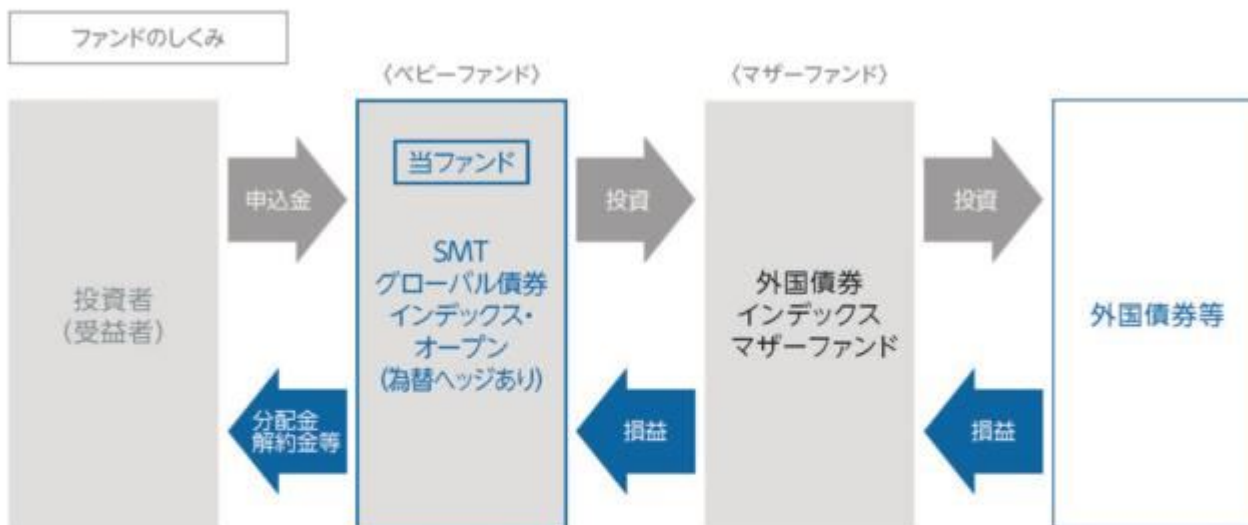 ファンドのしくみ
〈ベビーファンド〉
〈マザーファンド〉
投資者
(受益者)
申込金
分配金
解約金等
当ファンド
SMT
グローバル債券
インデックス・
オープン
(為替ヘッジあり)
投資
損益
外国債券
インデックス
マザーファンド
投資
損益
外国債券等